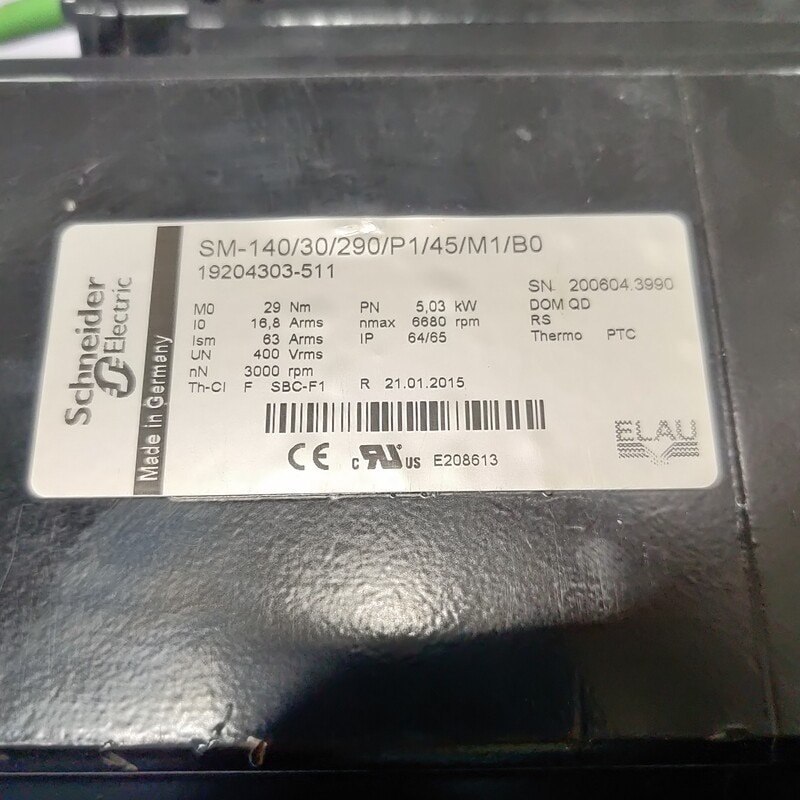 Schneider Electric
Made in Germany
SM-140/30/290/P1/45/M1/B0
19204303-511
SN 200604.3990
M0 29 Nm PN 5,03 kW DOM QD
I0 16,8 Arms nmax 6680 rpm RS
Ism 63 Arms IP 64/65 Thermo PTC
UN 400 Vrms
nN 3000 rpm
Th-Cl F SBC-F1 R 21.01.2015
CE c RU US E208613
ELAU